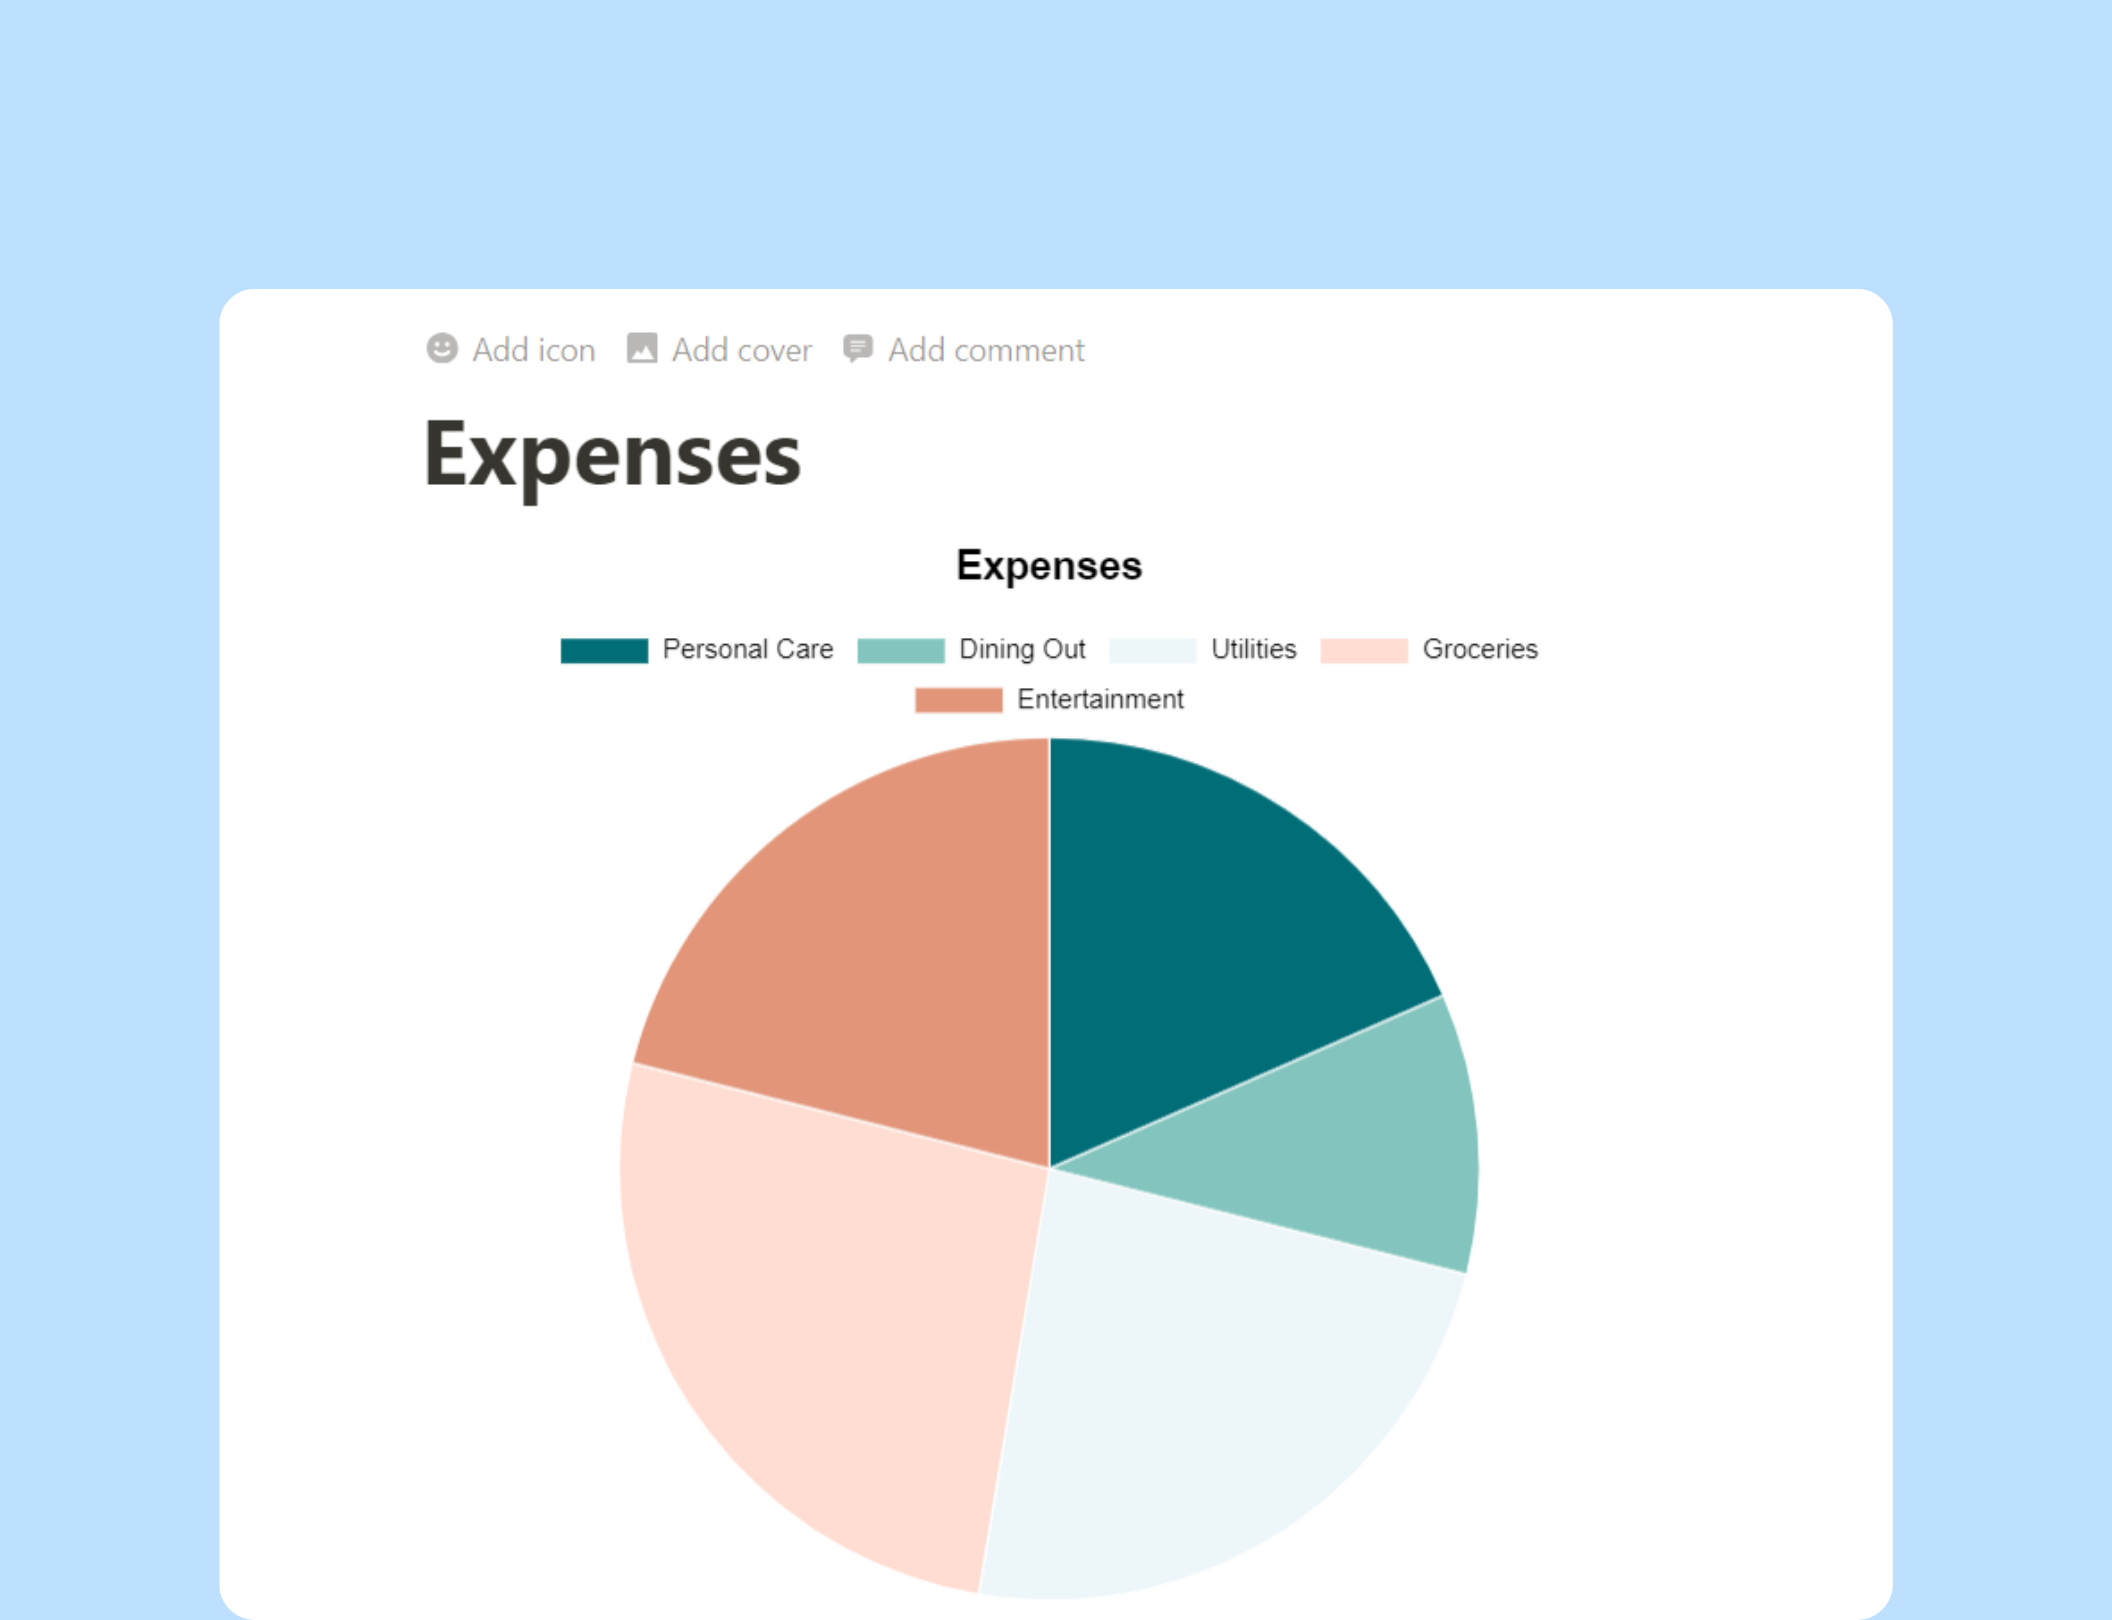 Add icon Add cover Add comment
Expenses
Expenses
Personal Care Dining Out Utilities Groceries
Entertainment